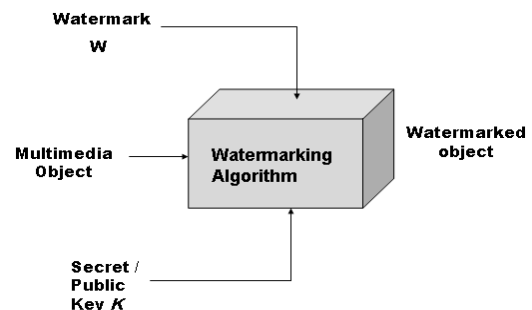 Watermark
W
Multimedia
Object
Watermarking
Algorithm
Watermarked
object
Secret /
Public
Key K